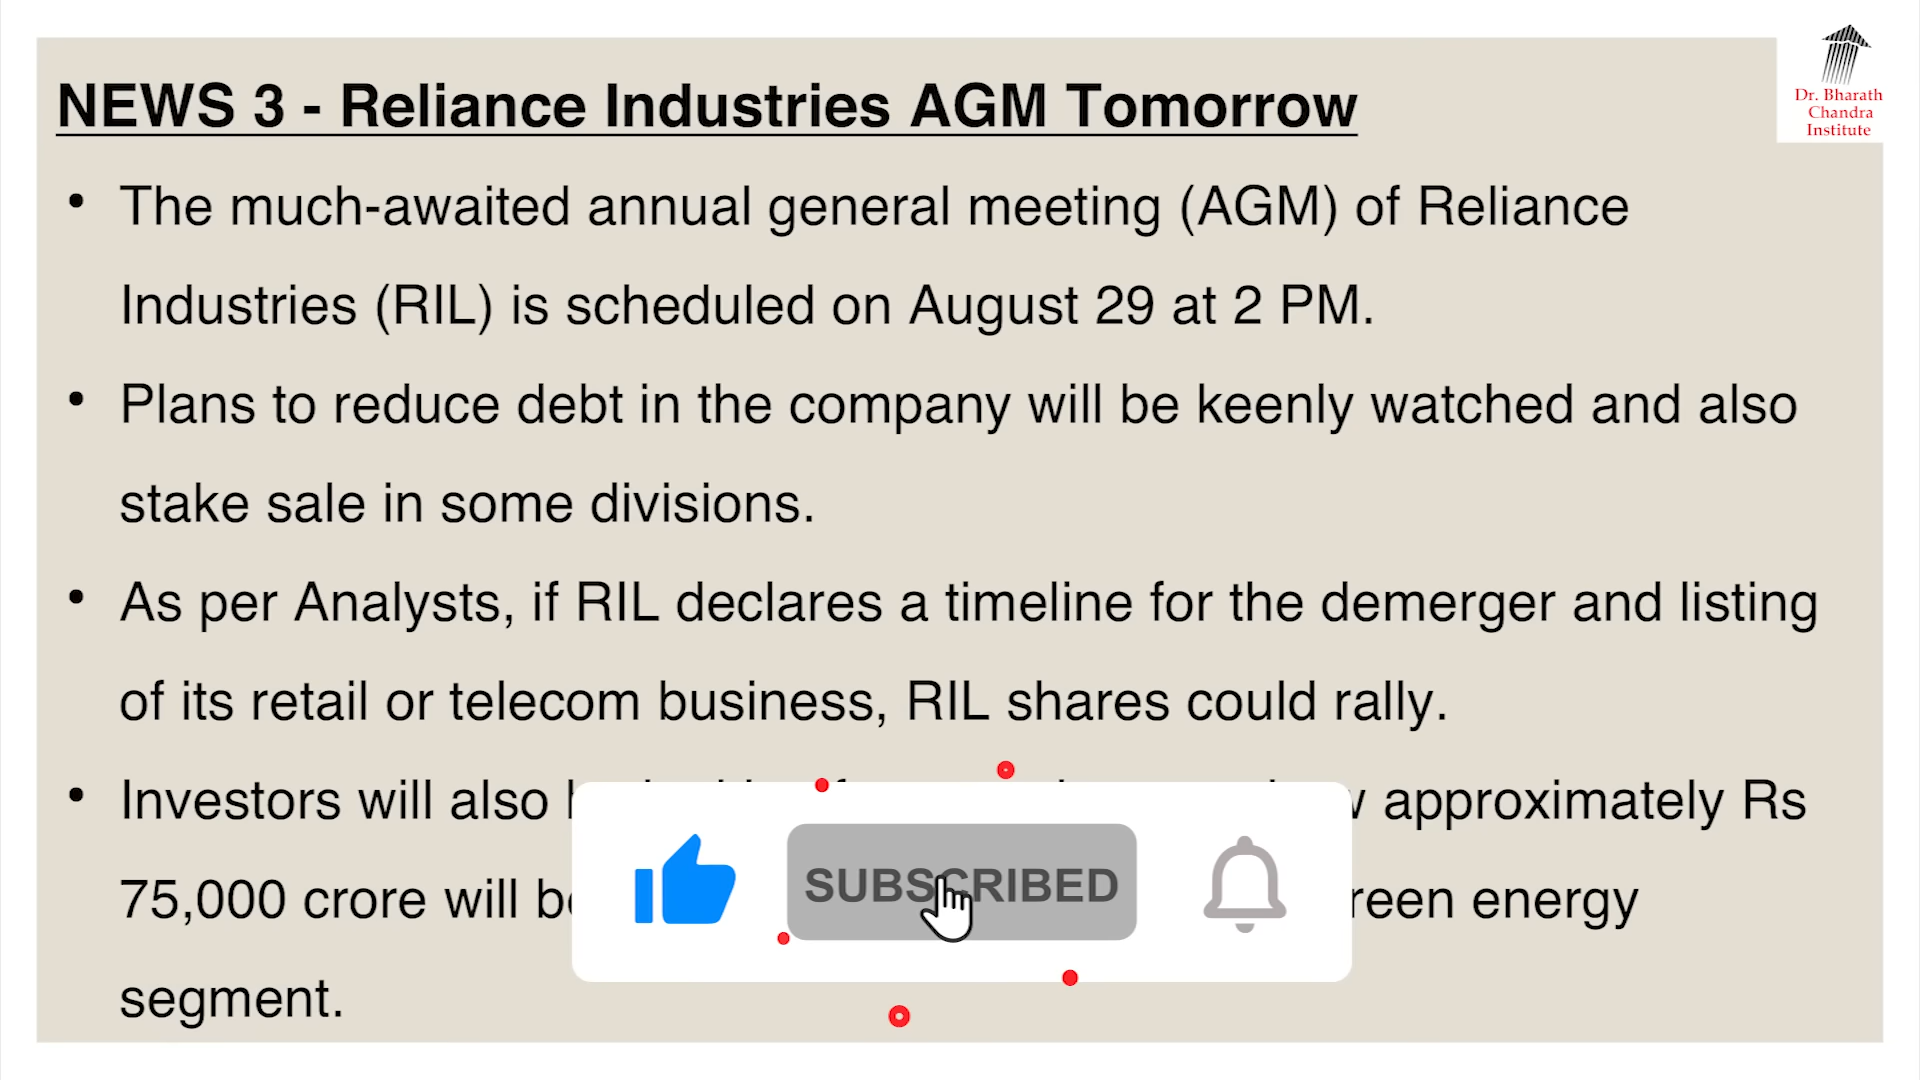 NEWS 3 - Reliance Industries AGM Tomorrow
Dr. Bharath
Chandra
Institute
• The much-awaited annual general meeting (AGM) of Reliance
Industries (RIL) is scheduled on August 29 at 2 PM.
• Plans to reduce debt in the company will be keenly watched and also
stake sale in some divisions.
• As per Analysts, if RIL declares a timeline for the demerger and listing
of its retail or telecom business, RIL shares could rally.
• Investors will also approximately Rs
75,000 crore will energy
segment.
SUBSCRIBED